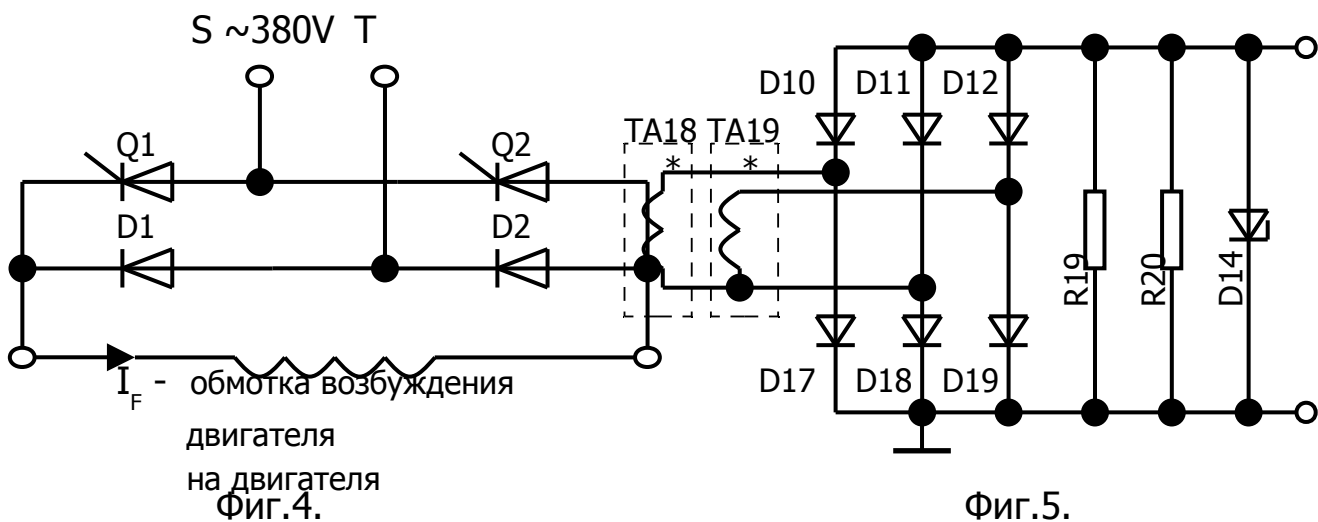 S ~380V T
D10 D11 D12
Q1 Q2 TA18 TA19
* *
D1 D2
R19 R20 D14
I_F - обмотка возбуждения
D17 D18 D19
двигателя
на двигателя
Фиг.4. Фиг.5.